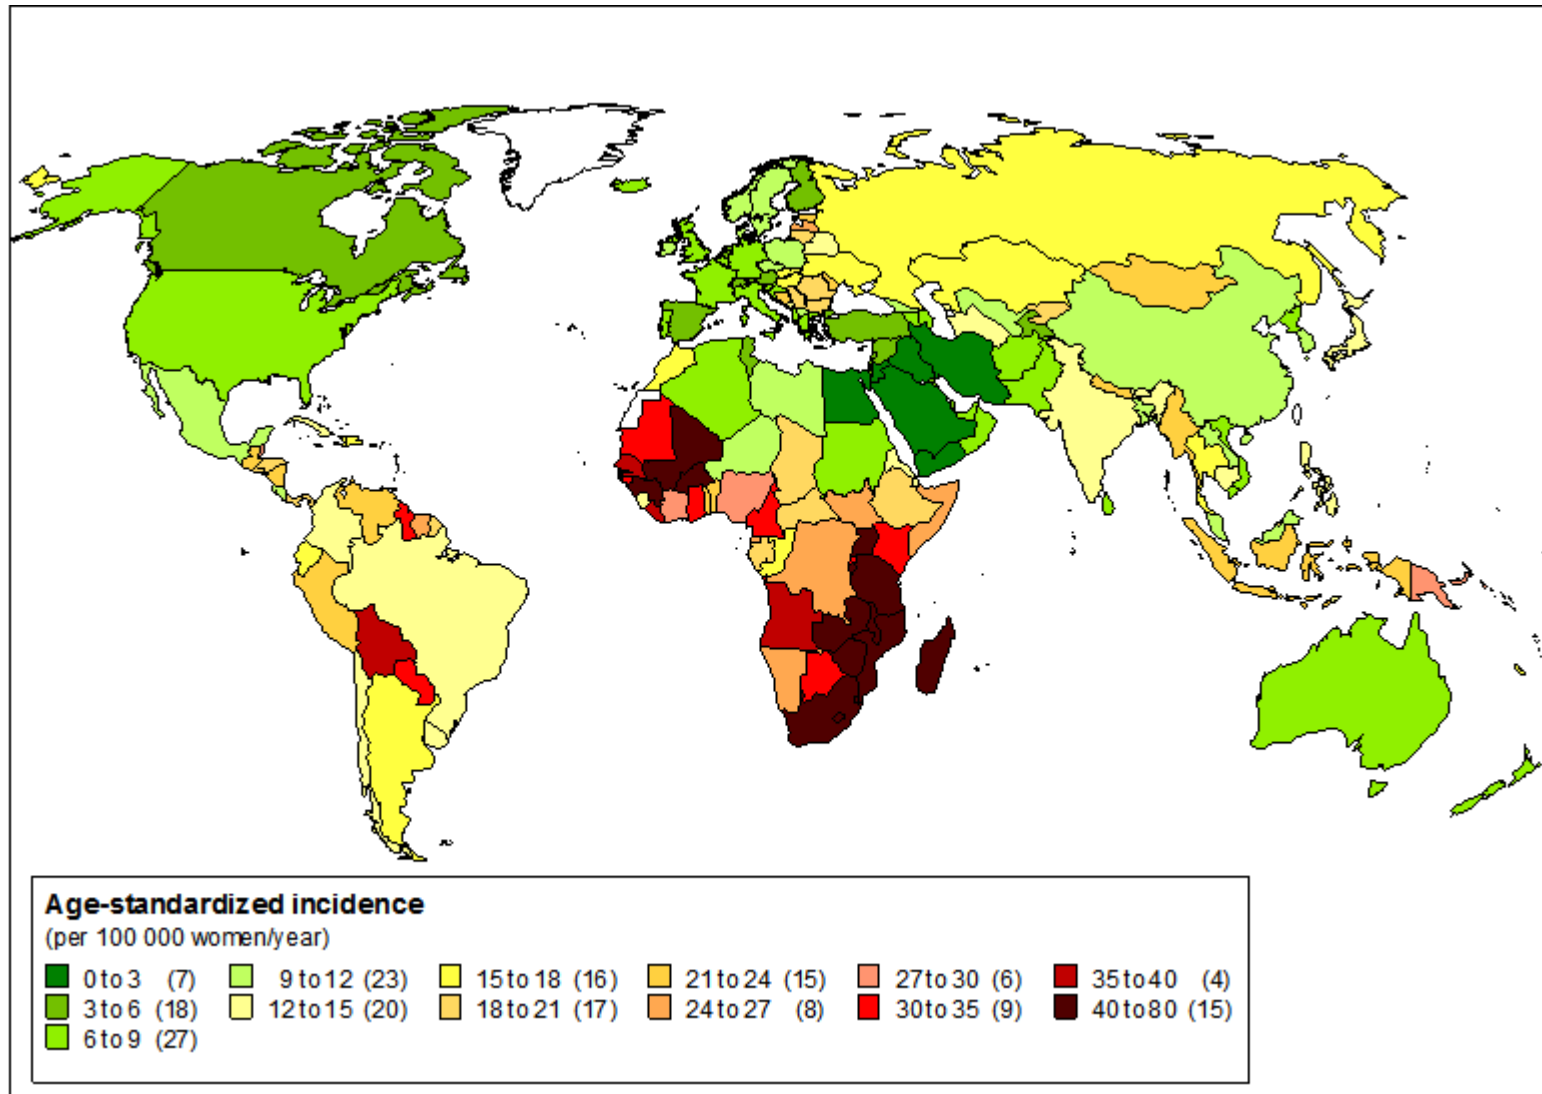 Age-standardized incidence
(per 100 000 women/year)
0 to 3 (7) 9 to 12 (23) 15 to 18 (16) 21 to 24 (15) 27 to 30 (6) 35 to 40 (4)
3 to 6 (18) 12 to 15 (20) 18 to 21 (17) 24 to 27 (8) 30 to 35 (9) 40 to 80 (15)
6 to 9 (27)